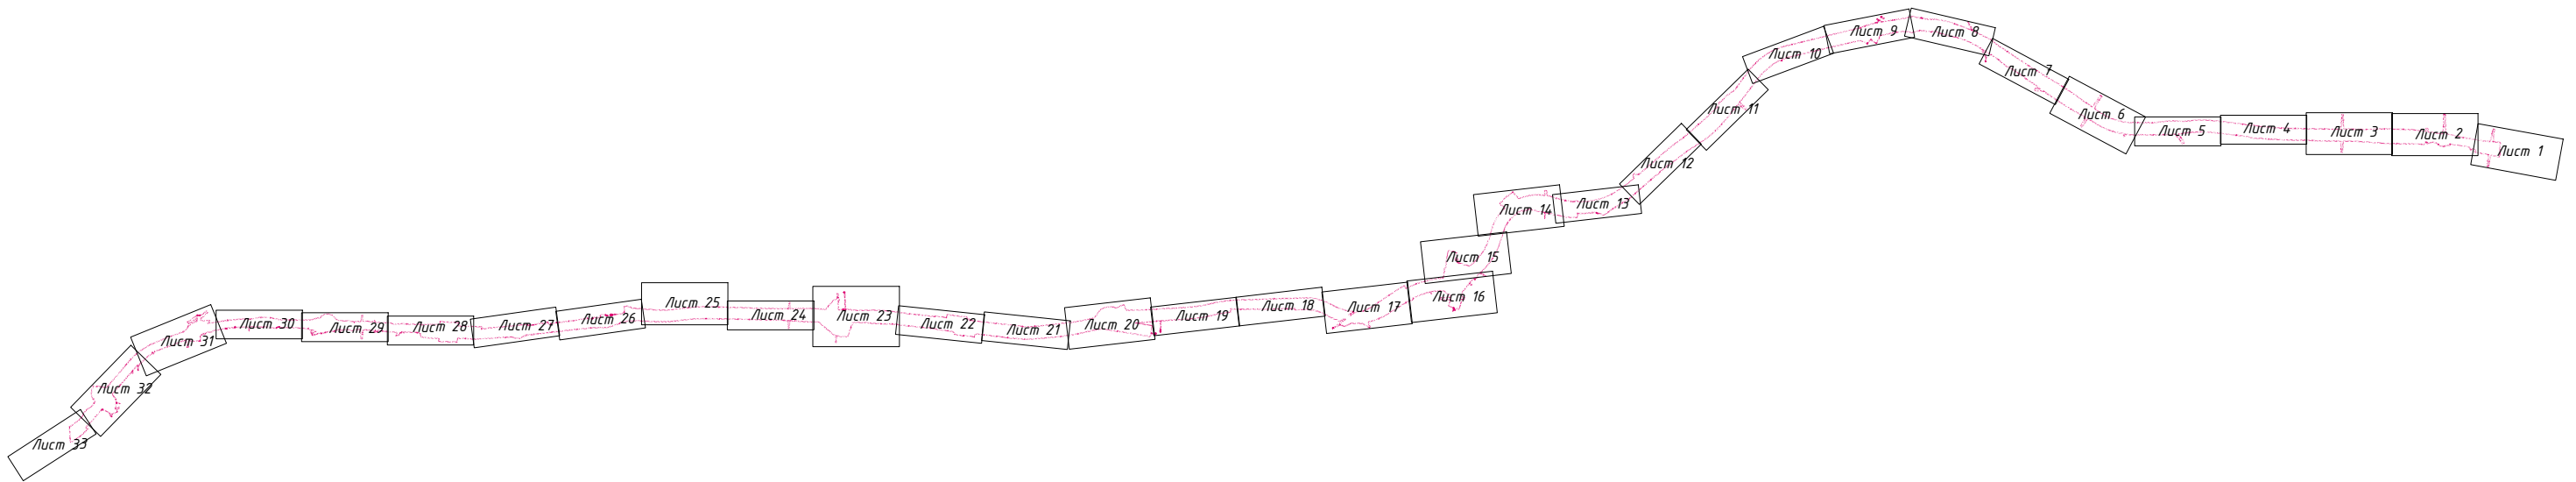 Лист 1
Лист 2
Лист 3
Лист 4
Лист 5
Лист 6
Лист 7
Лист 8
Лист 9
Лист 10
Лист 11
Лист 12
Лист 13
Лист 14
Лист 15
Лист 16
Лист 17
Лист 18
Лист 19
Лист 20
Лист 21
Лист 22
Лист 23
Лист 24
Лист 25
Лист 26
Лист 27
Лист 28
Лист 29
Лист 30
Лист 31
Лист 32
Лист 33